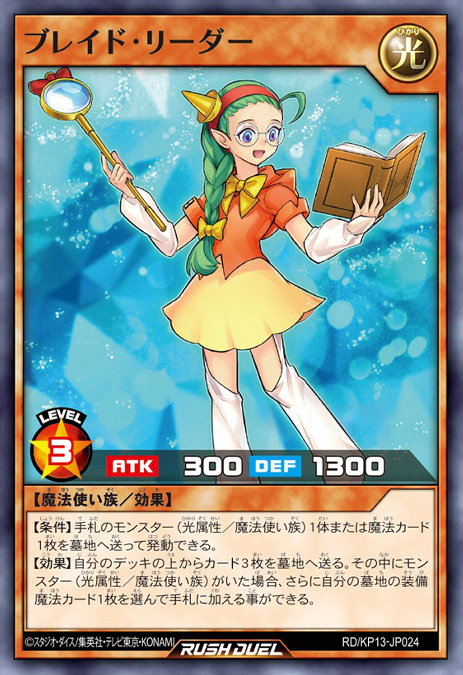 ブレイド・リーダー
光
LEVEL
3
ATK 300 DEF 1300
【魔法使い族／効果】
【条件】手札のモンスター（光属性／魔法使い族）1体または魔法カード
1枚を墓地へ送って発動できる。
【効果】自分のデッキの上からカード3枚を墓地へ送る。その中にモン
スター（光属性／魔法使い族）がいた場合、さらに自分の墓地の装備
魔法カード1枚を選んで手札に加える事ができる。
©スタジオ・ダイス/集英社・テレビ東京・KONAMI
RUSH DUEL
RD/KP13-JP024